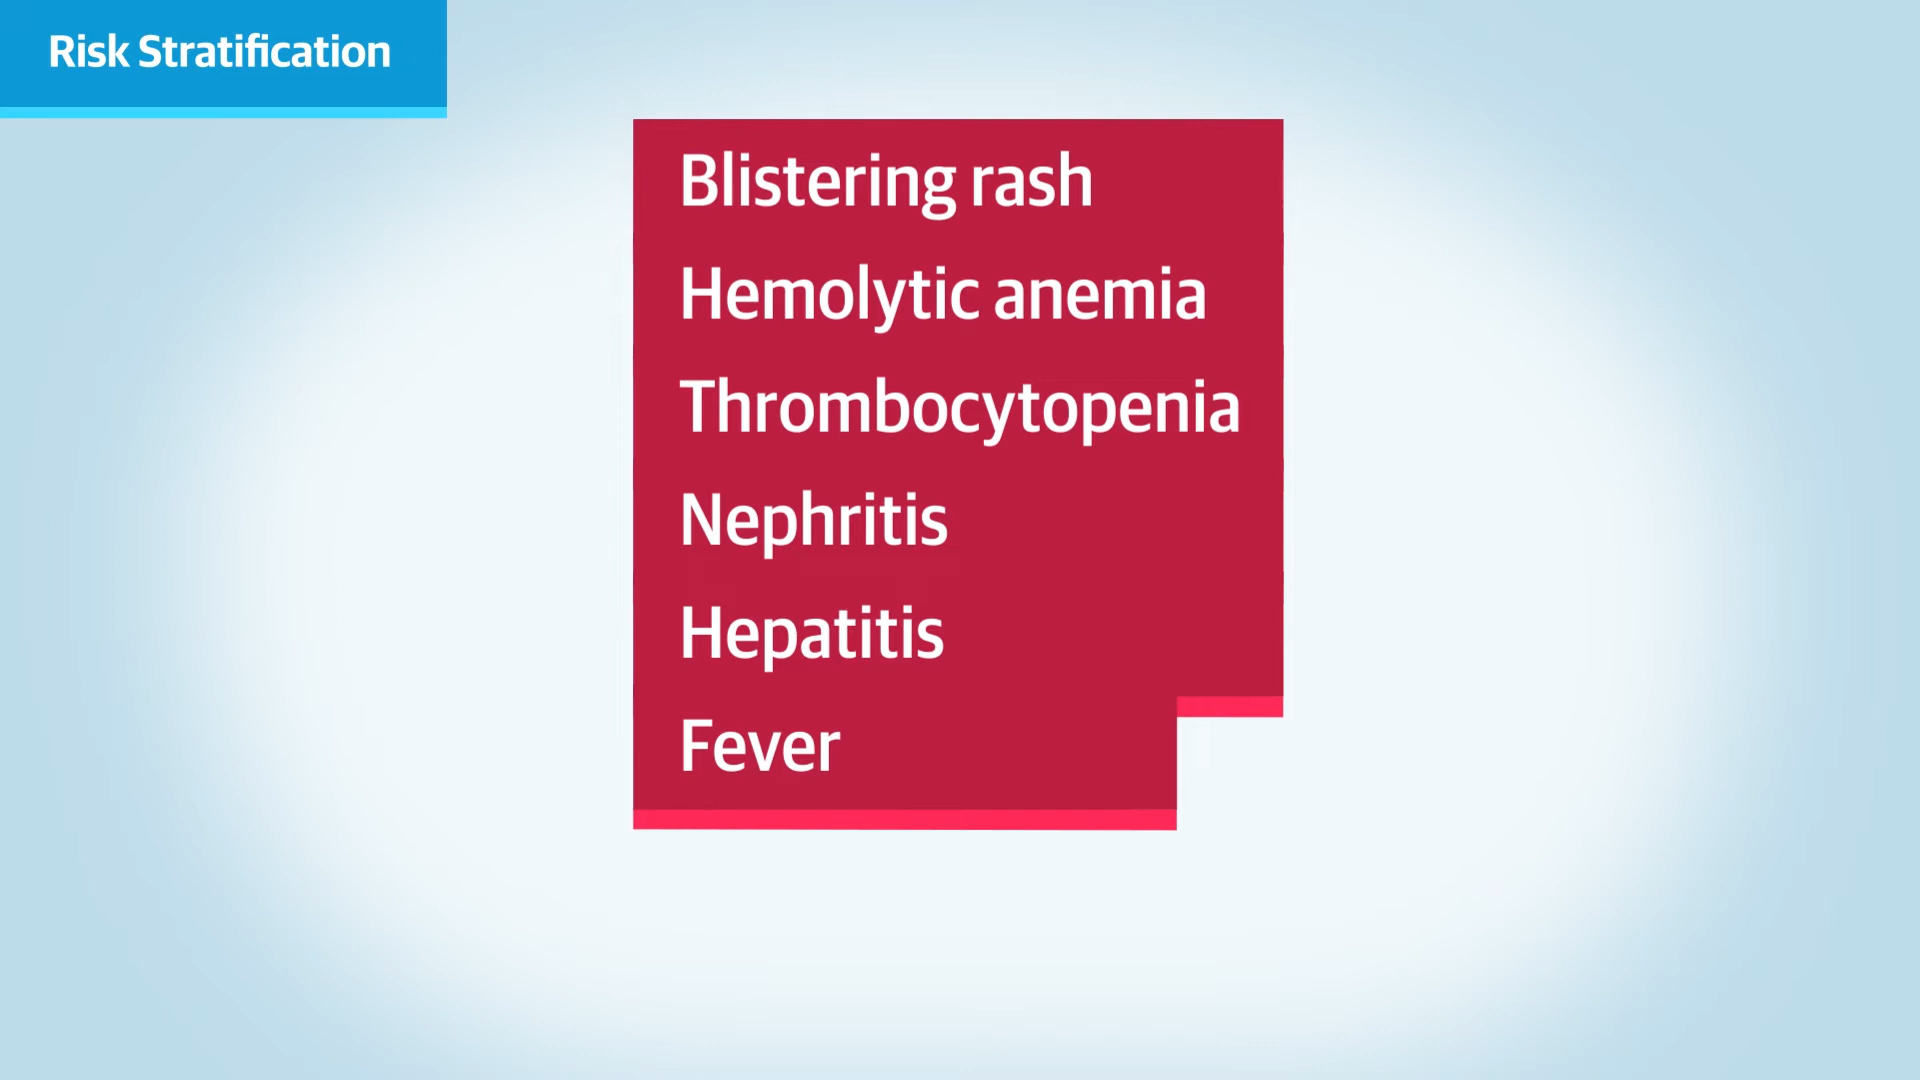 Risk Stratification
Blistering rash
Hemolytic anemia
Thrombocytopenia
Nephritis
Hepatitis
Fever